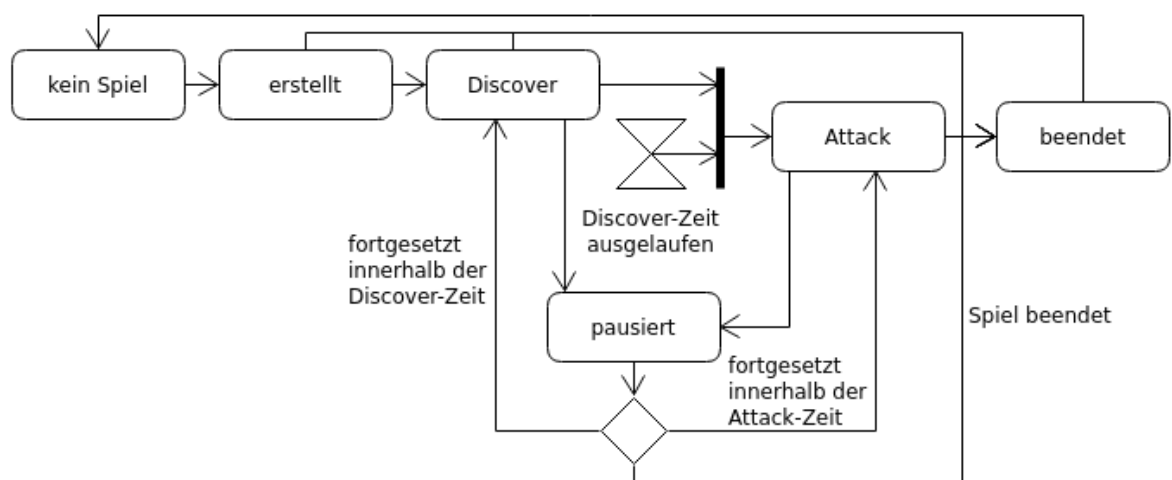 kein Spiel
erstellt
Discover
Attack
beendet
Discover-Zeit
ausgelaufen
fortgesetzt
innerhalb der
Discover-Zeit
pausiert
Spiel beendet
fortgesetzt
innerhalb der
Attack-Zeit